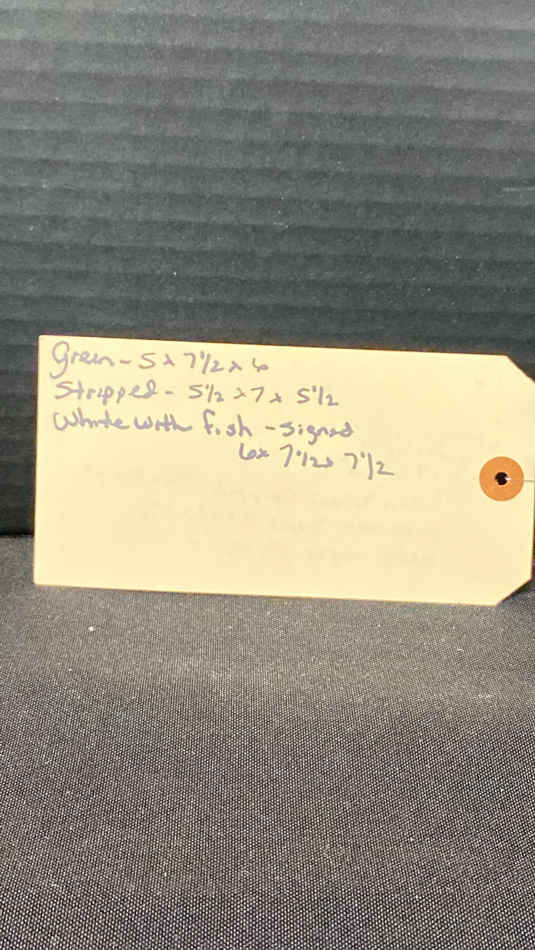 Green - 5 x 7 1/2 x 6
Stripped - 5 1/2 x 7 x 5 1/2
White with fish - signed
6 x 7 1/2 x 7 1/2